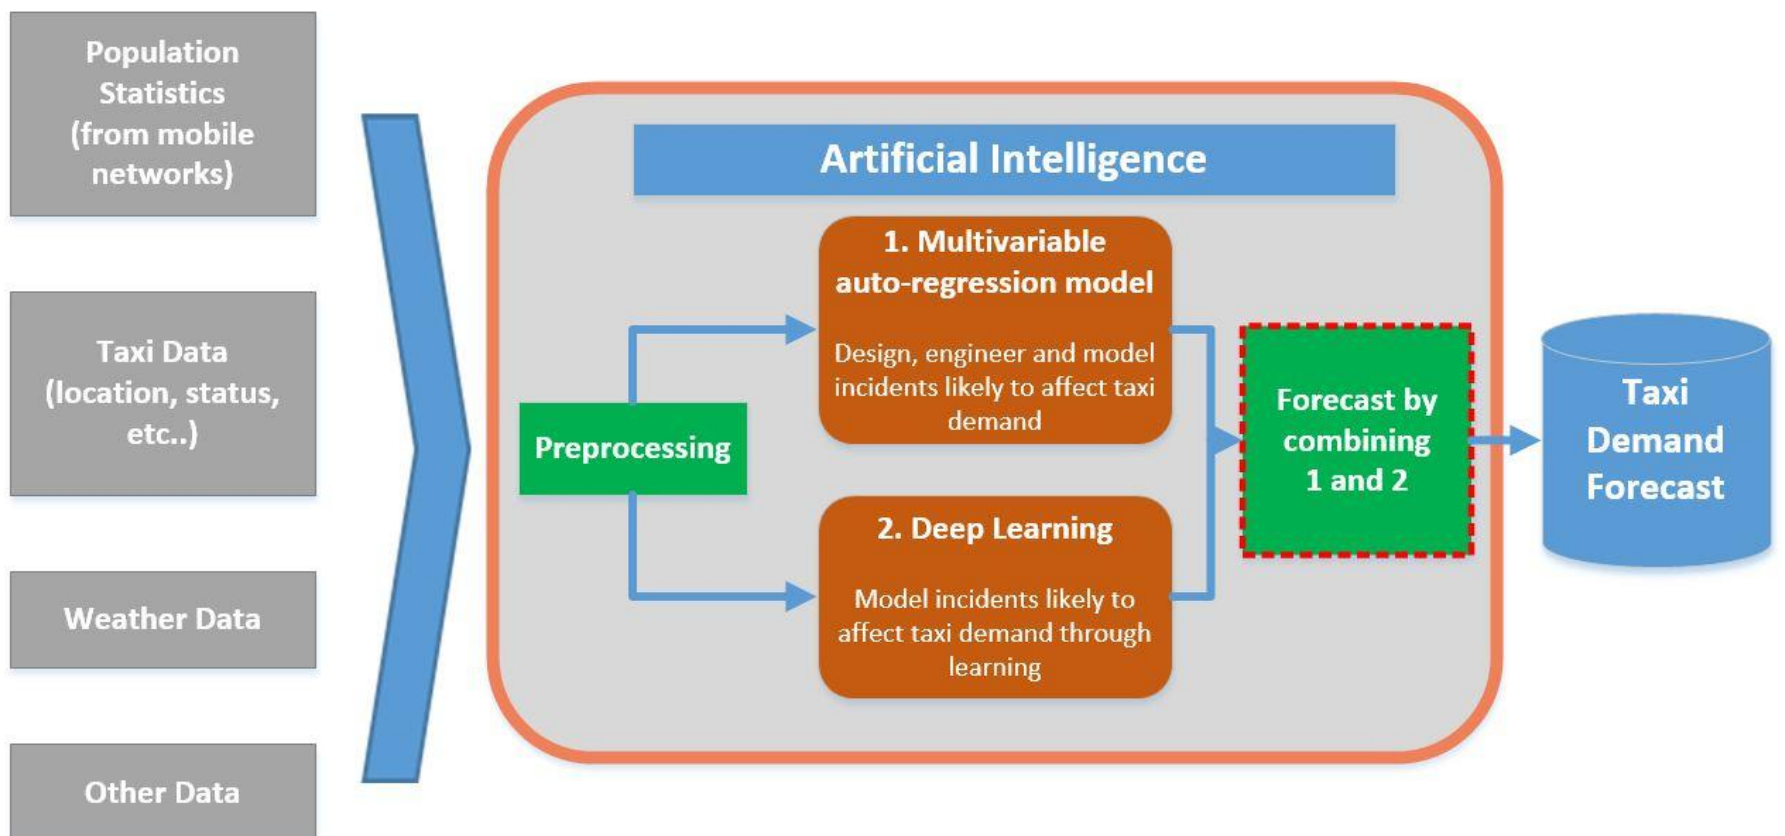 Population
Statistics
(from mobile
networks)
Taxi Data
(location, status,
etc..)
Weather Data
Other Data
Artificial Intelligence
Preprocessing
1. Multivariable
auto-regression model
Design, engineer and model
incidents likely to affect taxi
demand
2. Deep Learning
Model incidents likely to
affect taxi demand through
learning
Forecast by
combining
1 and 2
Taxi
Demand
Forecast